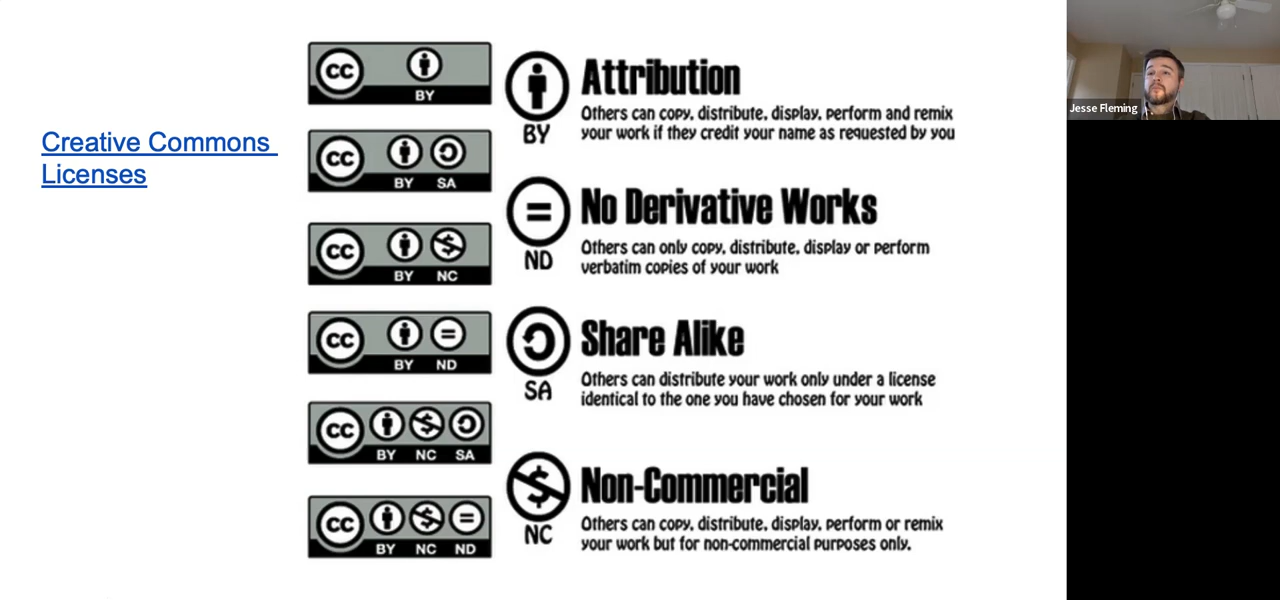 Creative Commons
Licenses
CC
BY
CC
BY SA
CC
BY NC
CC
BY ND
CC
BY NC SA
CC
BY NC ND
Attribution
BY
Others can copy, distribute, display, perform and remix
your work if they credit your name as requested by you
No Derivative Works
ND
Others can only copy, distribute, display or perform
verbatim copies of your work
Share Alike
SA
Others can distribute your work only under a license
identical to the one you have chosen for your work
$
Non-Commercial
NC
Others can copy, distribute, display, perform or remix
your work but for non-commercial purposes only.
Jesse Fleming